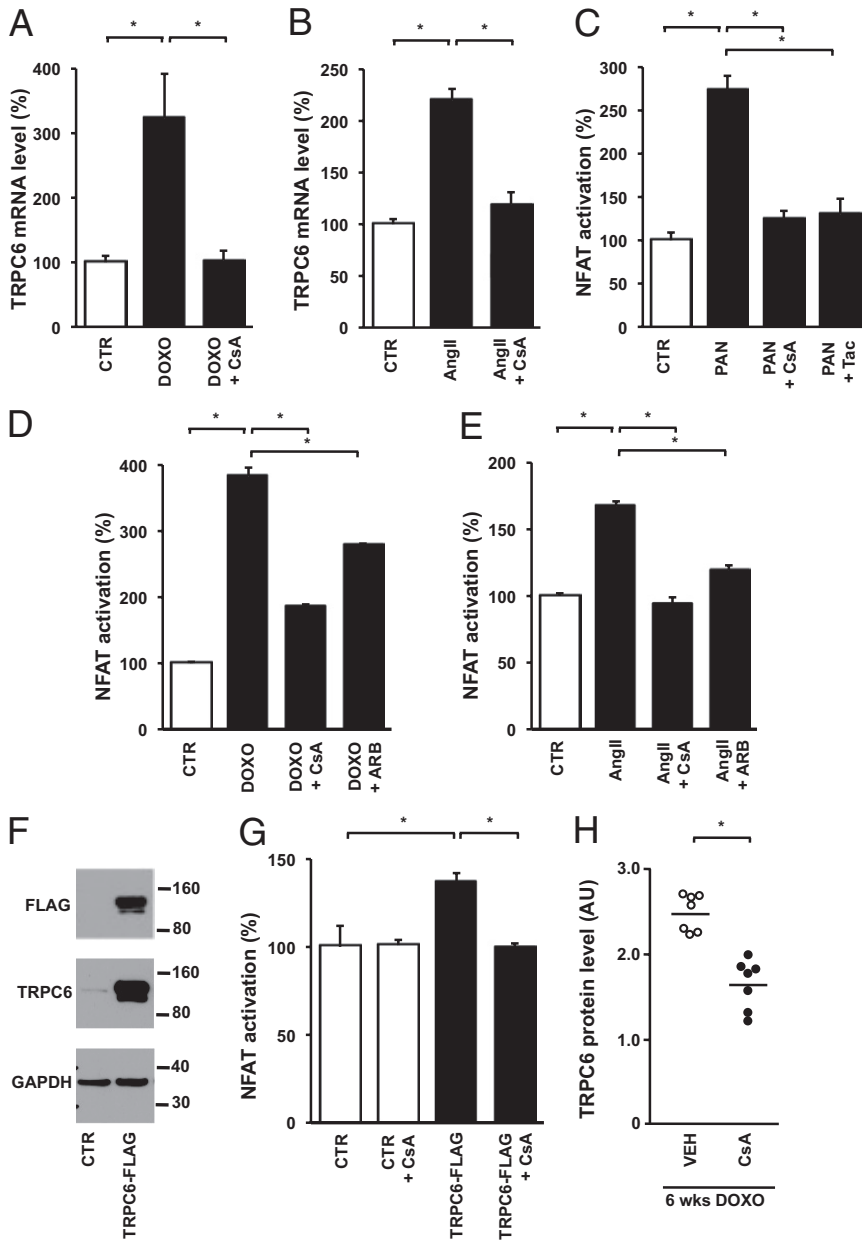 A
* *
TRPC6 mRNA level (%)
400
300
200
100
0
CTR
DOXO
DOXO
+ CsA
B
* *
TRPC6 mRNA level (%)
250
200
150
100
50
0
CTR
AngII
AngII
+ CsA
C
* *
*
NFAT activation (%)
300
250
200
150
100
50
0
CTR
PAN
PAN
+ CsA
PAN
+ Tac
D
* *
*
NFAT activation (%)
400
300
200
100
0
CTR
DOXO
DOXO
+ CsA
DOXO
+ ARB
E
* *
*
NFAT activation (%)
200
150
100
50
0
CTR
AngII
AngII
+ CsA
AngII
+ ARB
F
FLAG
160
80
TRPC6
160
80
GAPDH
40
30
CTR
TRPC6-FLAG
G
* *
NFAT activation (%)
150
100
50
0
CTR
CTR
+ CsA
TRPC6-FLAG
TRPC6-FLAG
+ CsA
H
*
TRPC6 protein level (AU)
3.0
2.0
1.0
0.0
VEH
CsA
6 wks DOXO